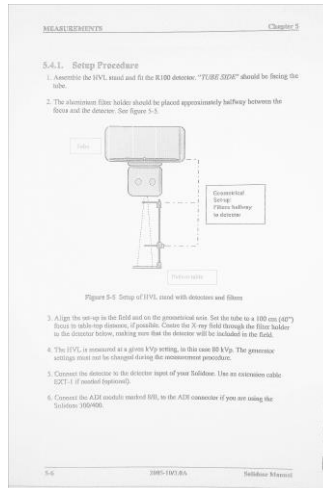 MEASUREMENTS
Chapter 5
5.4.1. Setup Procedure
1. Assemble the HVL stand and fit the R100 detector. "TUBE SIDE" should be facing the
tube.
2. The aluminium filter holder should be placed approximately halfway between the
focus and the detector. See figure 5-5.
Tube
Geometrical
Set-up
Filters halfway
to detector
Patient table
Figure 5-5 Setup of HVL stand with detectors and filters
3. Align the set-up in the field and on the geometrical axis. Set the tube to a 100 cm (40")
focus to table-top distance, if possible. Centre the X-ray field through the filter holder
to the detector below, making sure that the detector will be included in the field.
4. The HVL is measured at a given kVp setting, in this case 80 kVp. The generator
settings must not be changed during the measurement procedure.
5. Connect the detector to the detector input of your Solidose. Use an extension cable
EXT-1 if needed (optional).
6. Connect the ADI module marked 0/0, to the ADI connector if you are using the
Solidose 300/400.
5-6
Solidose Manual